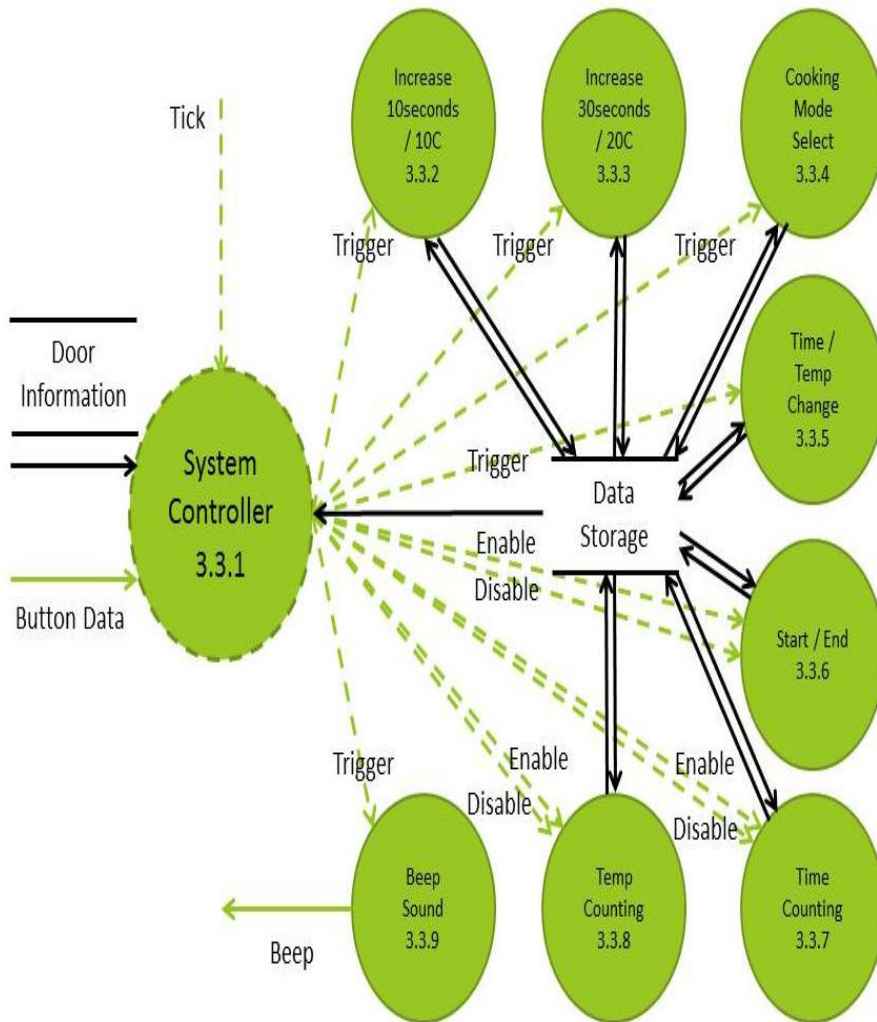 Increase
10seconds
/ 10C
3.3.2
Increase
30seconds
/ 20C
3.3.3
Cooking
Mode
Select
3.3.4
Tick
Trigger
Trigger
Trigger
Door
Information
Time /
Temp
Change
3.3.5
System
Controller
3.3.1
Trigger
Data
Storage
Enable
Disable
Button Data
Start / End
3.3.6
Trigger
Enable
Disable
Enable
Disable
Beep
Sound
3.3.9
Temp
Counting
3.3.8
Time
Counting
3.3.7
Beep